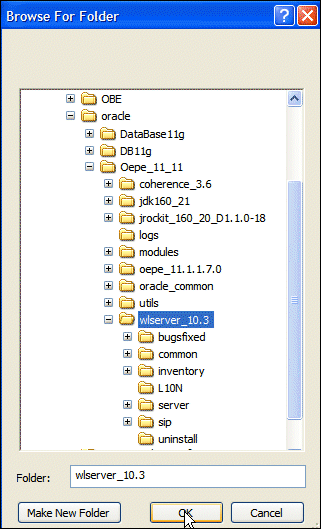 Browse For Folder
OBE
oracle
DataBase11g
DB11g
Oepe_11_11
coherence_3.6
jdk160_21
jrockit_160_20_D1.1.0-18
logs
modules
oepe_11.1.1.7.0
oracle_common
utils
wlserver_10.3
bugsfixed
common
inventory
L10N
server
sip
uninstall
Folder: wlserver_10.3
Make New Folder OK Cancel